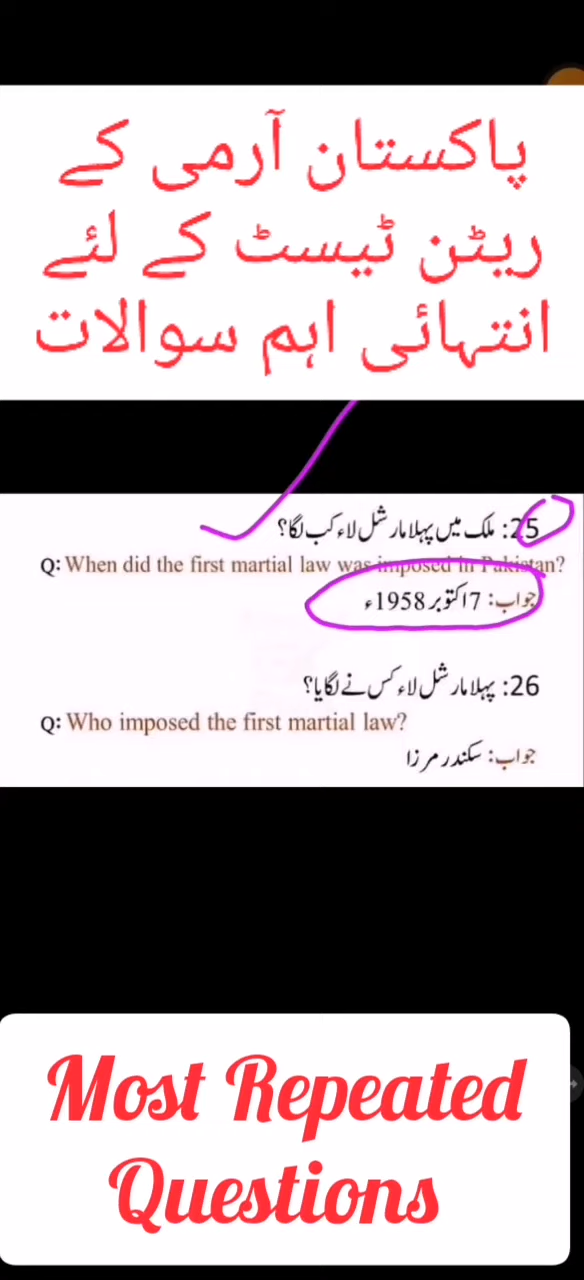 پاکستان آرمی کے
ریٹن ٹیسٹ کے لئے
انتہائی اہم سوالات
25: ملک میں پہلا مارشل لاء کب لگا؟
Q: When did the first martial law was imposed in Pakistan?
جواب: 7 اکتوبر 1958ء
26: پہلا مارشل لاء کس نے لگایا؟
Q: Who imposed the first martial law?
جواب: سکندر مرزا
Most Repeated
Questions